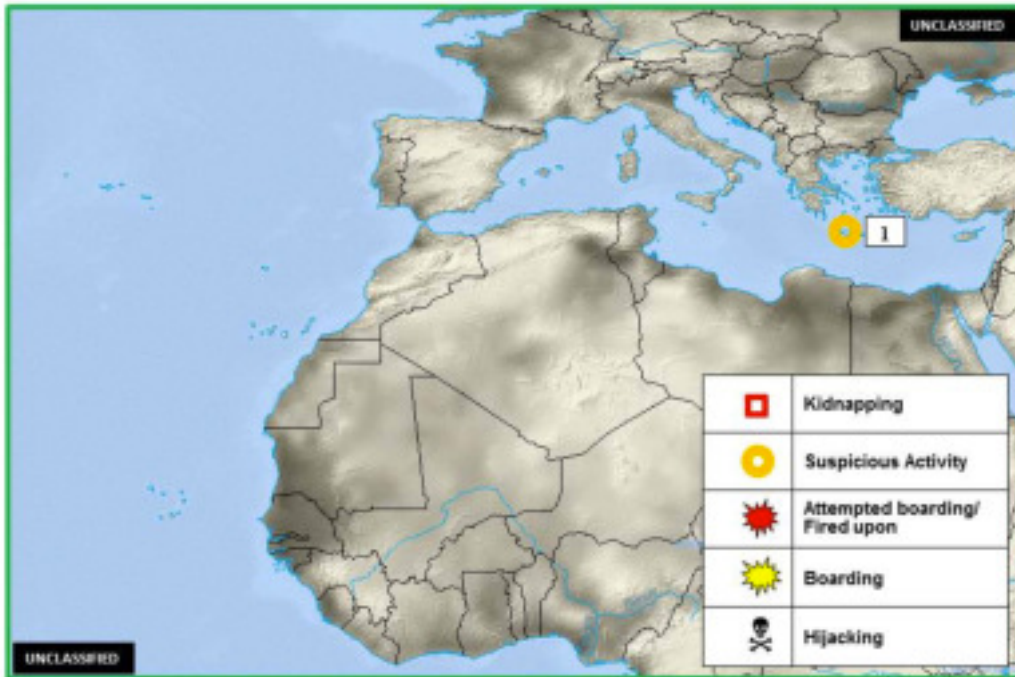 UNCLASSIFIED
1
Kidnapping
Suspicious Activity
Attempted boarding/
Fired upon
Boarding
Hijacking
UNCLASSIFIED